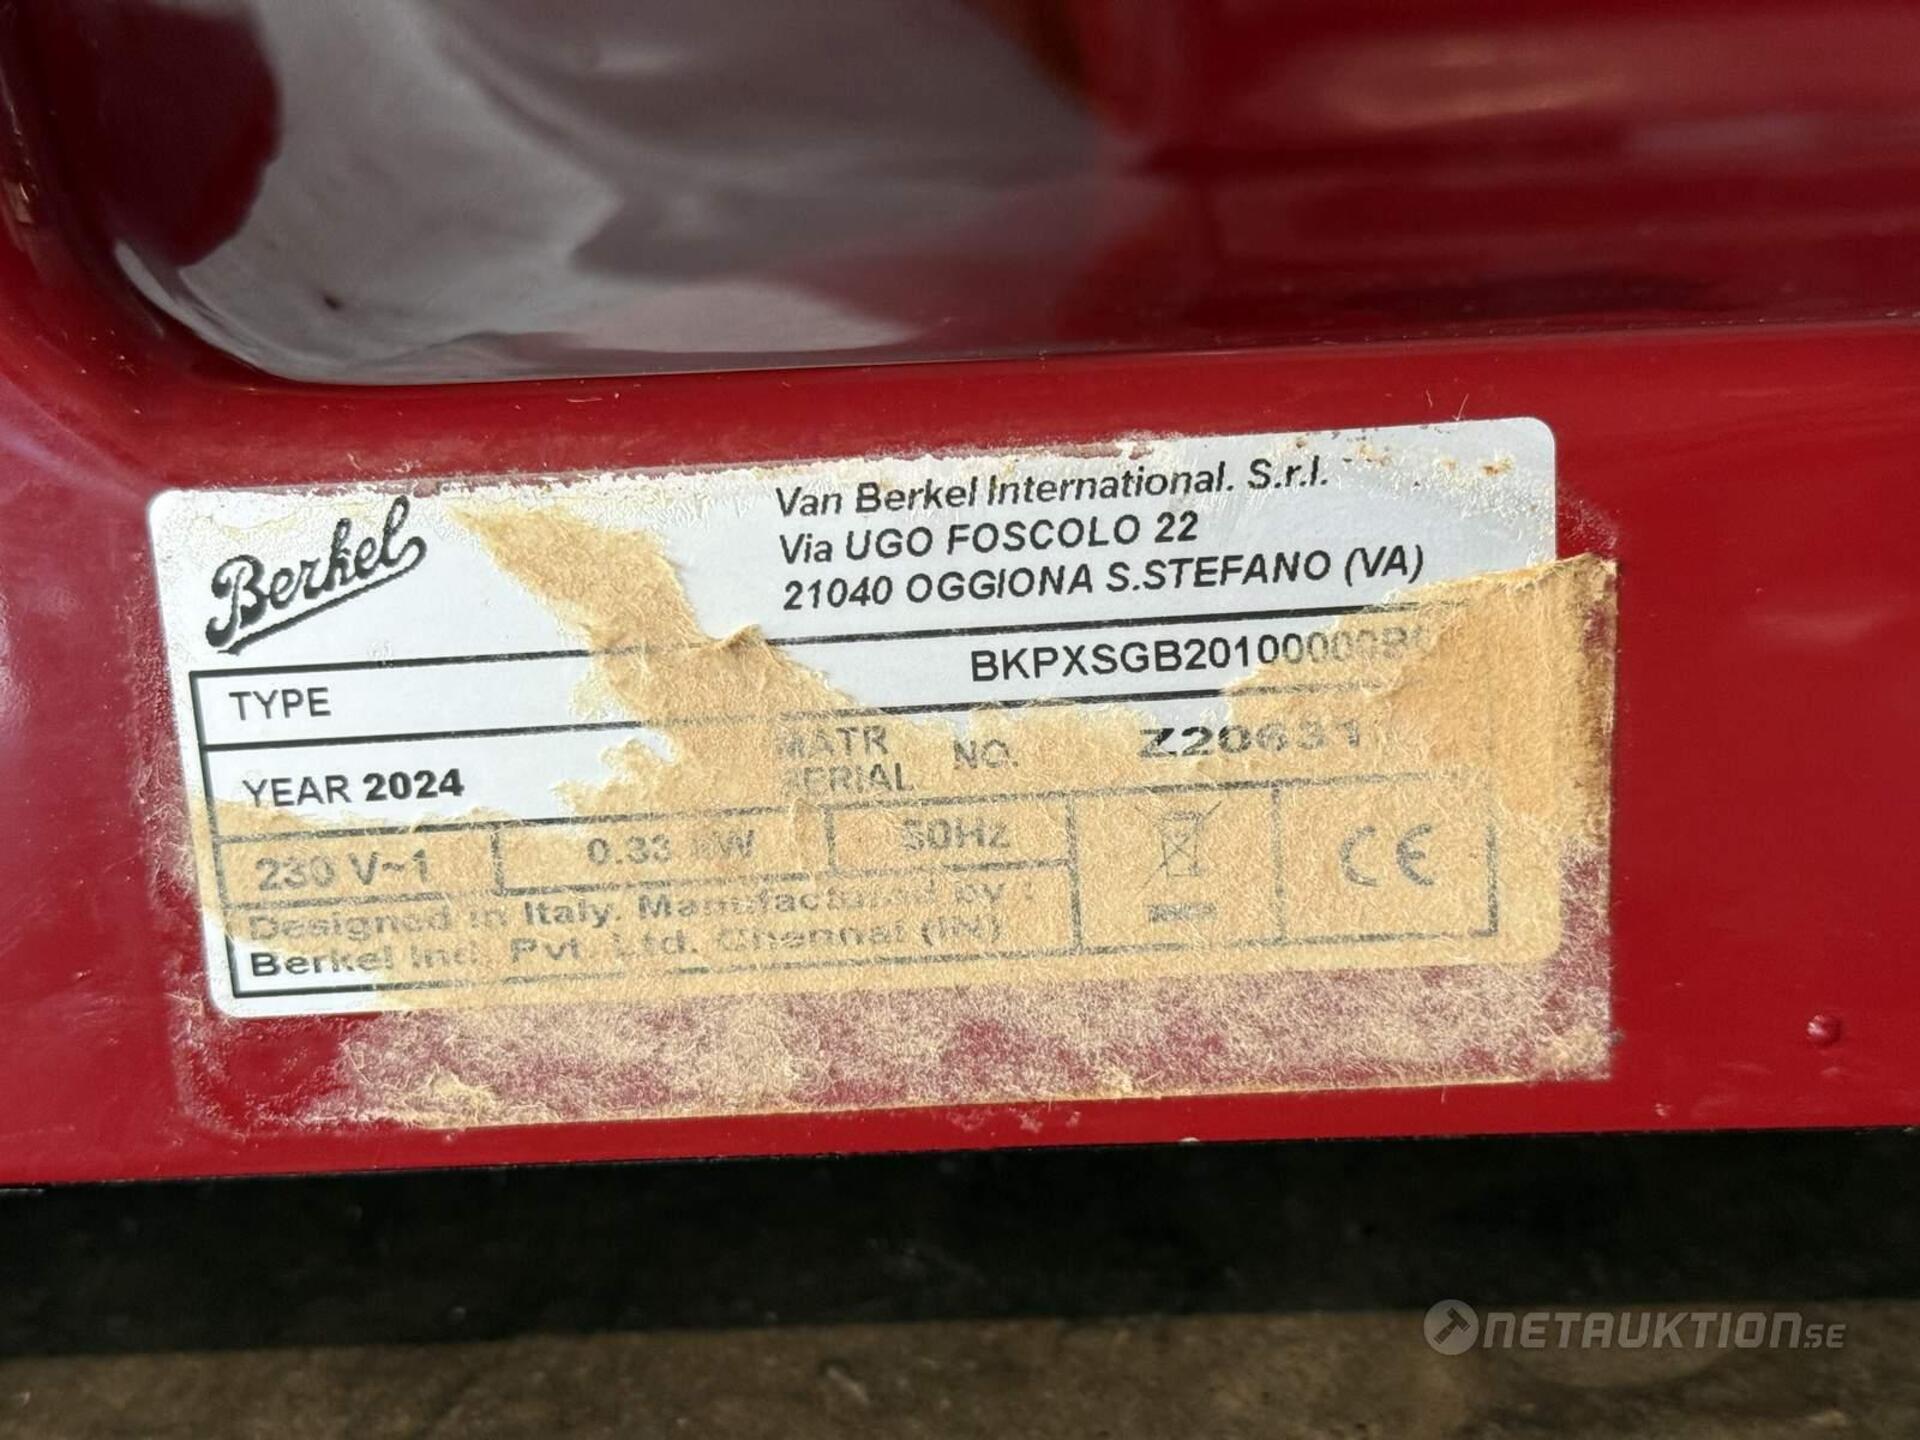 Berkel
Van Berkel International. S.r.l.
Via UGO FOSCOLO 22
21040 OGGIONA S.STEFANO (VA)
TYPE
YEAR 2024
MATR
SERIAL
NO.
Z20631
230 V~1
0.33 kW
50Hz
CE
Designed in Italy. Manufactured by :
Berkel Ind. Pvt. Ltd. Chennai (IN)
NETAUKTION.SE